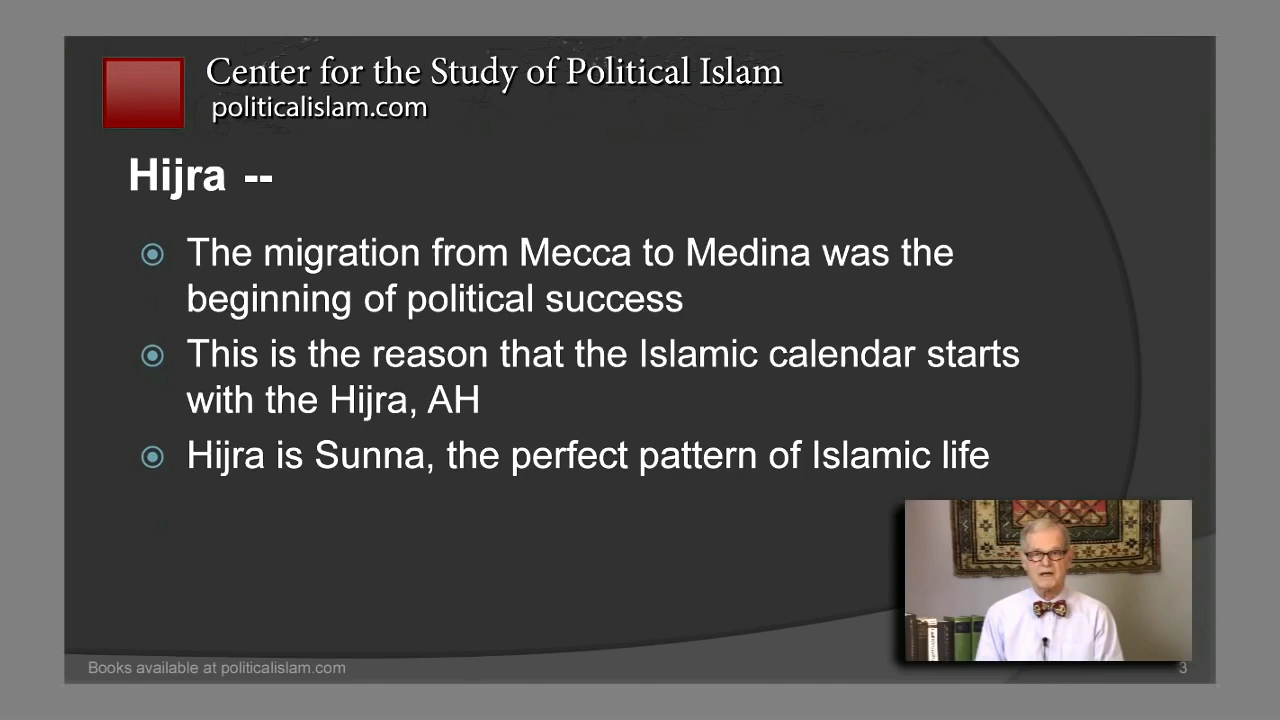 Center for the Study of Political Islam
politicalislam.com
Hijra --
The migration from Mecca to Medina was the
beginning of political success
This is the reason that the Islamic calendar starts
with the Hijra, AH
Hijra is Sunna, the perfect pattern of Islamic life
Books available at politicalislam.com
3